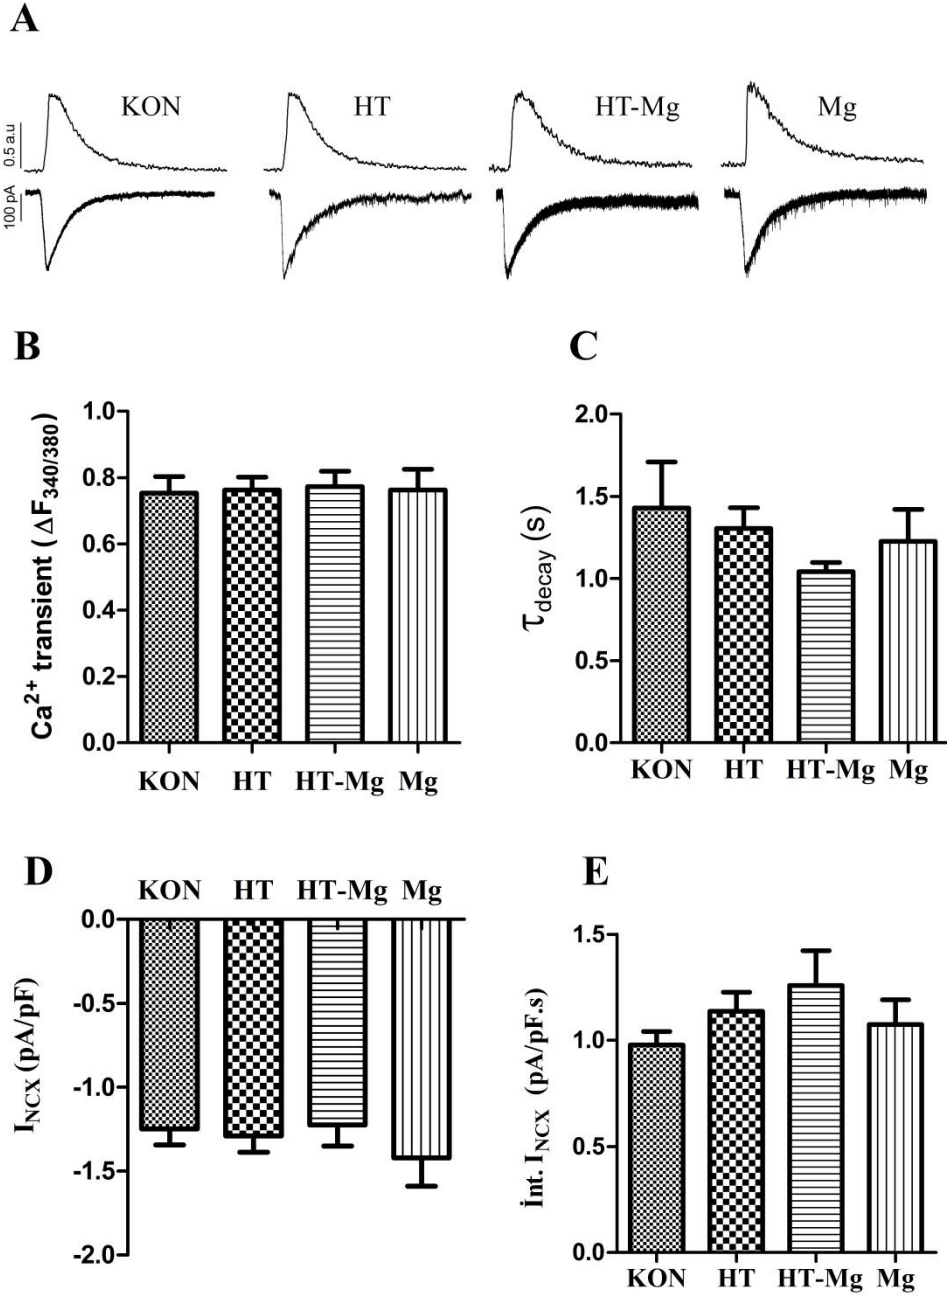 A
KON HT HT-Mg Mg
0.5 a.u
100 pA
B
Ca²⁺ transient (ΔF340/380)
1.0
0.8
0.6
0.4
0.2
0.0
KON HT HT-Mg Mg
C
τdecay (s)
2.0
1.5
1.0
0.5
0.0
KON HT HT-Mg Mg
D
KON HT HT-Mg Mg
INCX (pA/pF)
0.0
-0.5
-1.0
-1.5
-2.0
E
İnt. INCX (pA/pF.s)
1.5
1.0
0.5
0.0
KON HT HT-Mg Mg